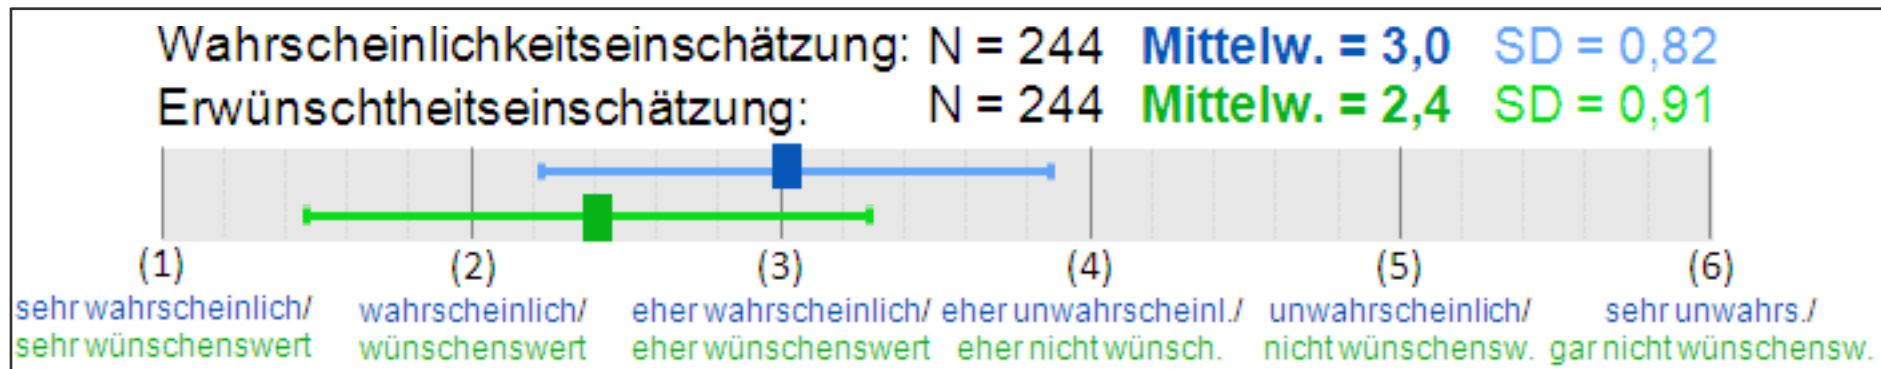 Wahrscheinlichkeitseinschätzung: N = 244 Mittelw. = 3,0 SD = 0,82
Erwünschtheitseinschätzung: N = 244 Mittelw. = 2,4 SD = 0,91
(1) (2) (3) (4) (5) (6)
sehr wahrscheinlich/ wahrscheinlich/ eher wahrscheinlich/ eher unwahrscheinl./ unwahrscheinlich/ sehr unwahrs./
sehr wünschenswert wünschenswert eher wünschenswert eher nicht wünsch. nicht wünschensw. gar nicht wünschensw.